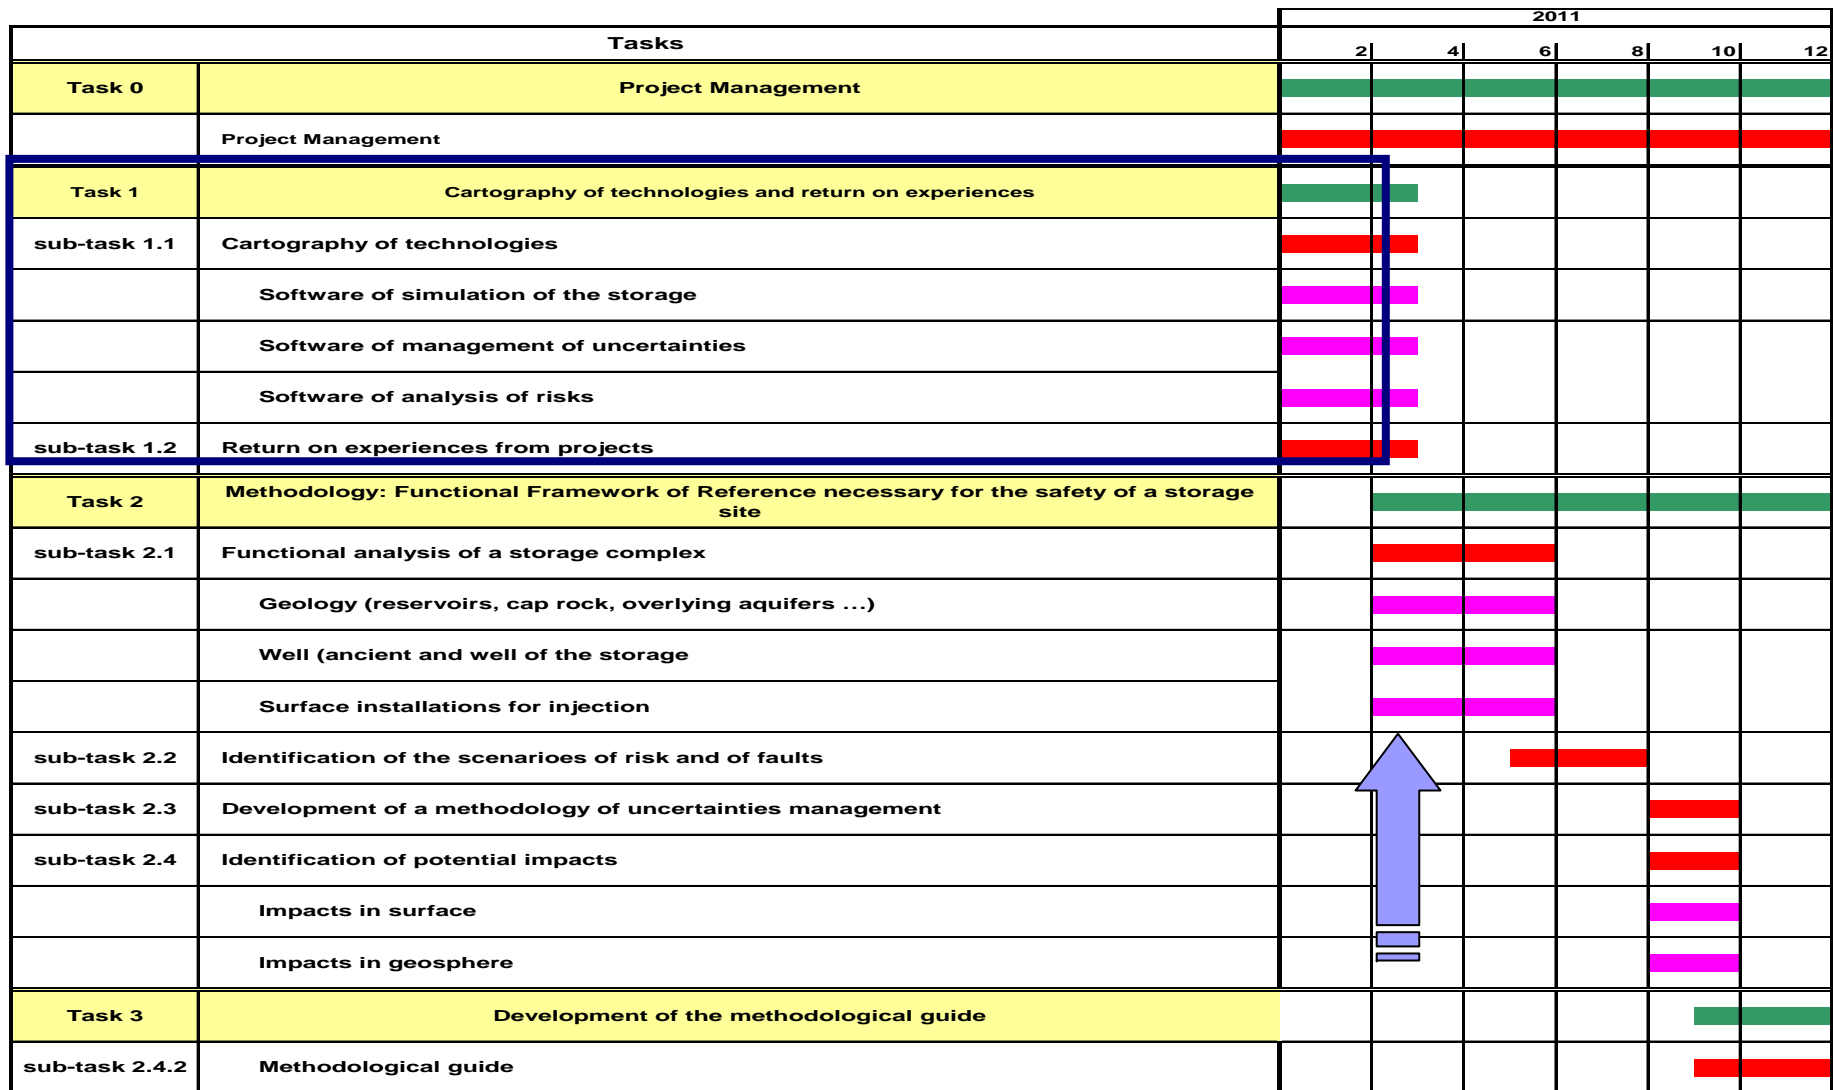 2011
Tasks
2 4 6 8 10 12
Task 0 Project Management
Project Management
Task 1 Cartography of technologies and return on experiences
sub-task 1.1 Cartography of technologies
Software of simulation of the storage
Software of management of uncertainties
Software of analysis of risks
sub-task 1.2 Return on experiences from projects
Task 2 Methodology: Functional Framework of Reference necessary for the safety of a storage
site
sub-task 2.1 Functional analysis of a storage complex
Geology (reservoirs, cap rock, overlying aquifers ...)
Well (ancient and well of the storage
Surface installations for injection
sub-task 2.2 Identification of the scenarioes of risk and of faults
sub-task 2.3 Development of a methodology of uncertainties management
sub-task 2.4 Identification of potential impacts
Impacts in surface
Impacts in geosphere
Task 3 Development of the methodological guide
sub-task 2.4.2 Methodological guide